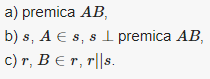 a) premica AB,
b) s, A ∈ s, s ⊥ premica AB,
c) r, B ∈ r, r||s.